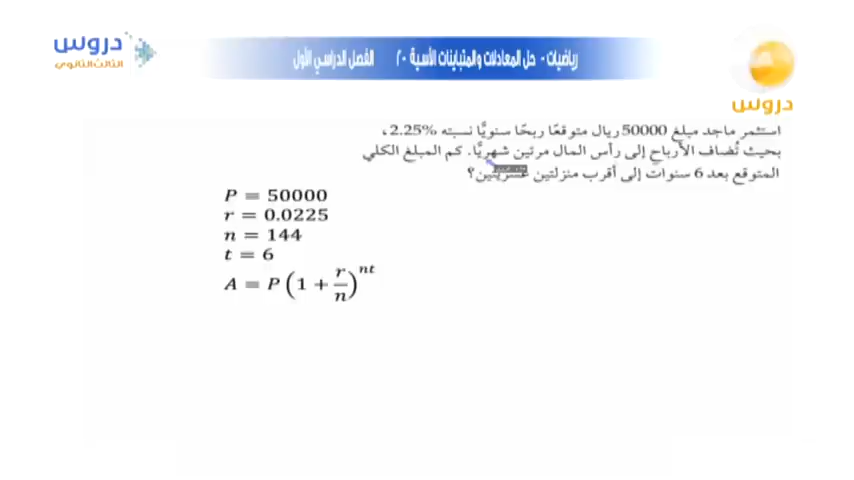 دروس
الثالث الثانوي
رياضيات - حل المعادلات والمتباينات الأسية - ٢ الفصل الدراسي الأول
دروس
استثمر ماجد مبلغ 50000 ريال متوقعًا ربحًا سنويًّا نسبته 2.25% ،
بحيث تُضاف الأرباح إلى رأس المال مرتين شهريًّا. كم المبلغ الكلي
المتوقع بعد 6 سنوات إلى أقرب منزلتين عشريتين؟
P = 50000
r = 0.0225
n = 144
t = 6
A = P(1 + r/n)^{nt}